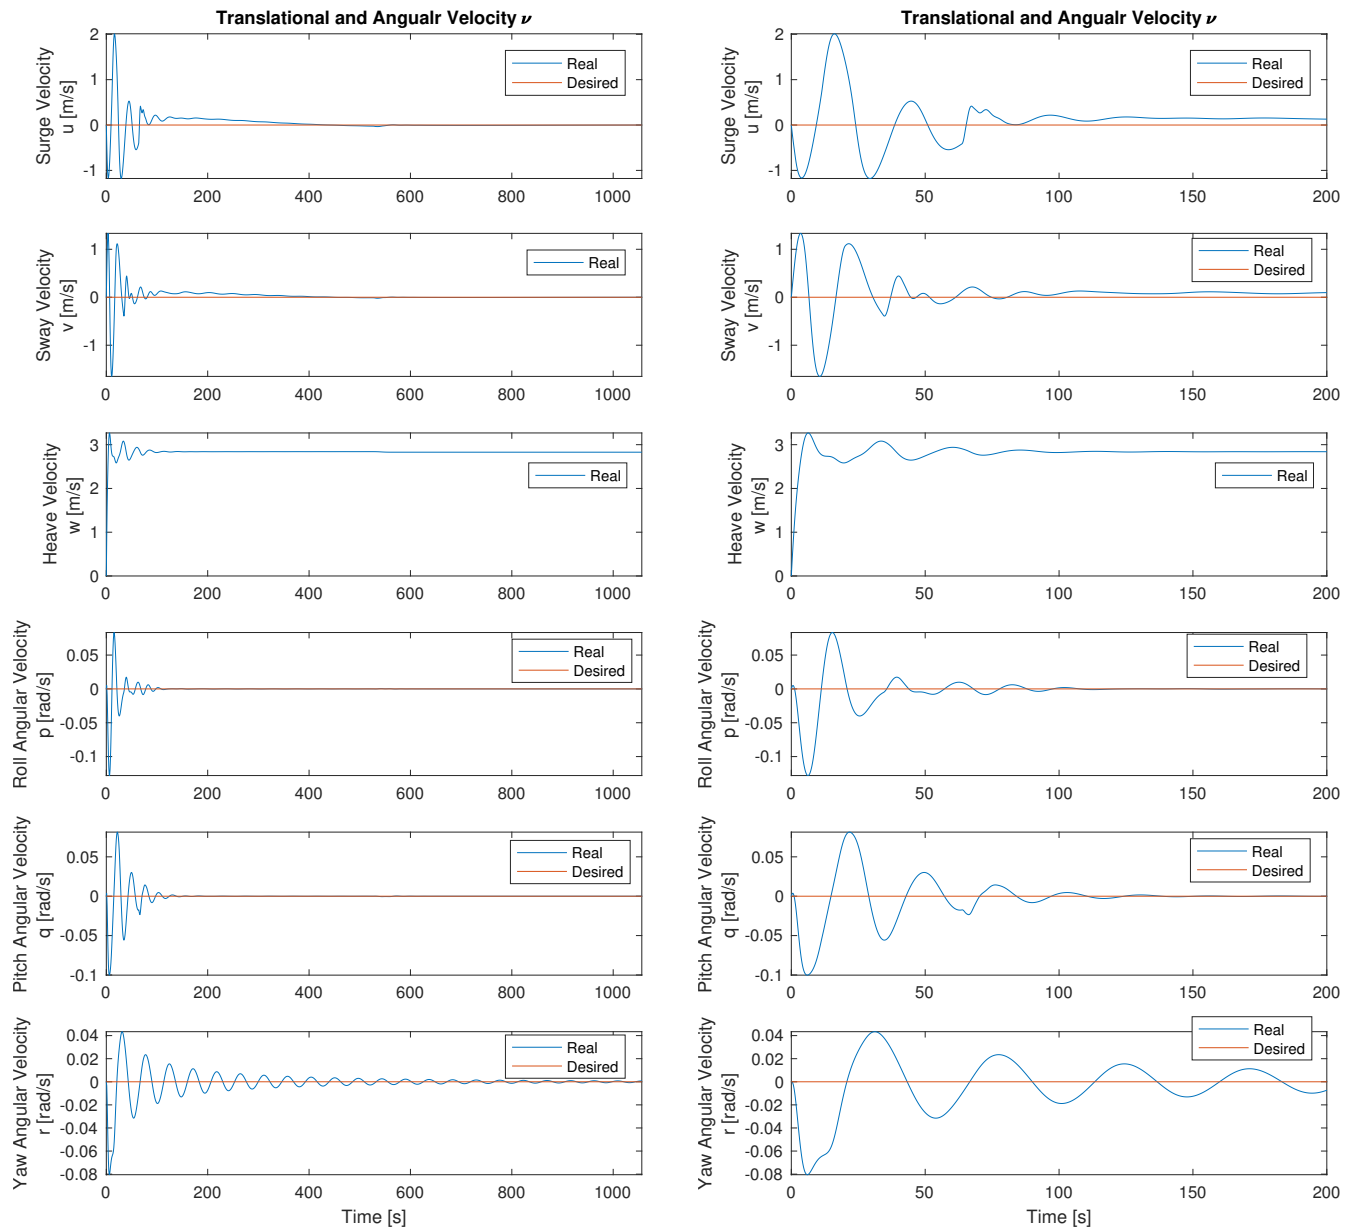 Translational and Angualr Velocity ν
Surge Velocity
u [m/s]
2
1
0
-1
Real
Desired
0 200 400 600 800 1000
Sway Velocity
v [m/s]
1
0
-1
Real
0 200 400 600 800 1000
Heave Velocity
w [m/s]
3
2
1
0
Real
0 200 400 600 800 1000
Roll Angular Velocity
p [rad/s]
0.05
0
-0.05
-0.1
Real
Desired
0 200 400 600 800 1000
Pitch Angular Velocity
q [rad/s]
0.05
0
-0.05
-0.1
Real
Desired
0 200 400 600 800 1000
Yaw Angular Velocity
r [rad/s]
0.04
0.02
0
-0.02
-0.04
-0.06
-0.08
Real
Desired
0 200 400 600 800 1000
Time [s]
Translational and Angualr Velocity ν
Surge Velocity
u [m/s]
2
1
0
-1
Real
Desired
0 50 100 150 200
Sway Velocity
v [m/s]
1
0
-1
Real
Desired
0 50 100 150 200
Heave Velocity
w [m/s]
3
2
1
0
Real
0 50 100 150 200
Roll Angular Velocity
p [rad/s]
0.05
0
-0.05
-0.1
Real
Desired
0 50 100 150 200
Pitch Angular Velocity
q [rad/s]
0.05
0
-0.05
-0.1
Real
Desired
0 50 100 150 200
Yaw Angular Velocity
r [rad/s]
0.04
0.02
0
-0.02
-0.04
-0.06
-0.08
Real
Desired
0 50 100 150 200
Time [s]